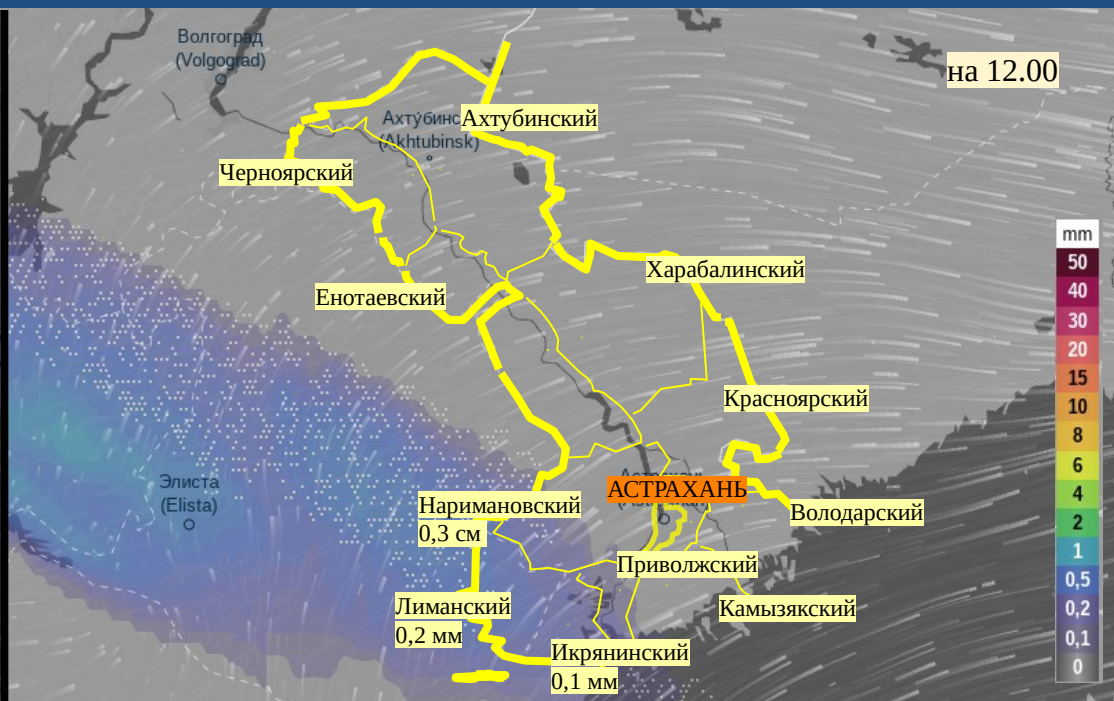 Волгоград
(Volgograd)
на 12.00
Ахтубинский
(Akhtubinsk)
Черноярский
mm
50
40
30
20
15
10
8
6
4
2
1
0,5
0,2
0,1
0
Харабалинский
Енотаевский
Красноярский
Элиста
(Elista)
АСТРАХАНЬ
Наримановский
0,3 см
Володарский
Приволжский
Лиманский
0,2 мм
Камызякский
Икрянинский
0,1 мм